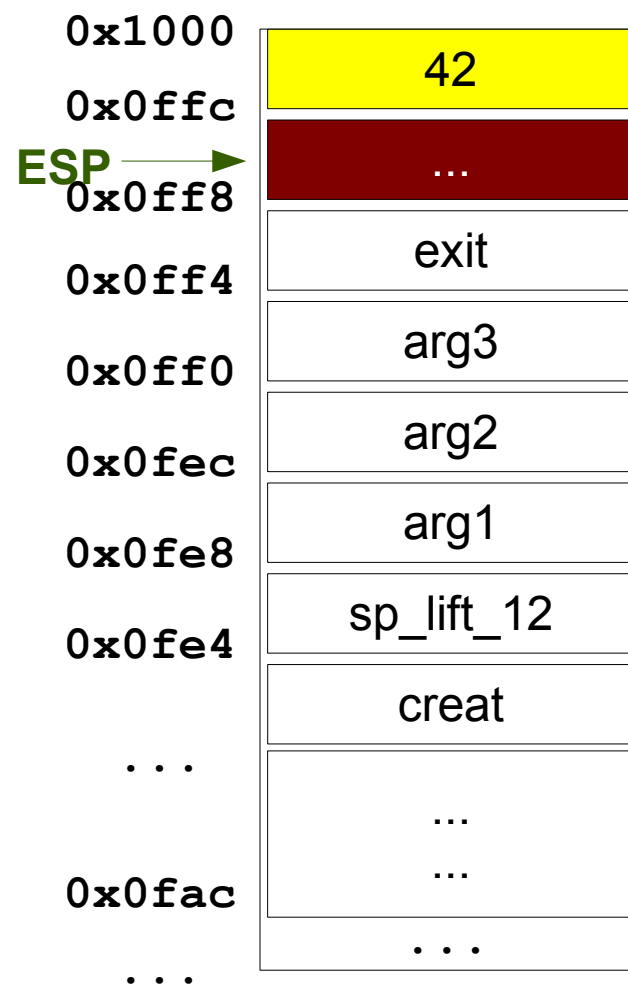 0x1000
42
0x0ffc
ESP
...
0x0ff8
exit
0x0ff4
arg3
0x0ff0
arg2
0x0fec
arg1
0x0fe8
sp_lift_12
0x0fe4
creat
...
...
...
0x0fac
...
...